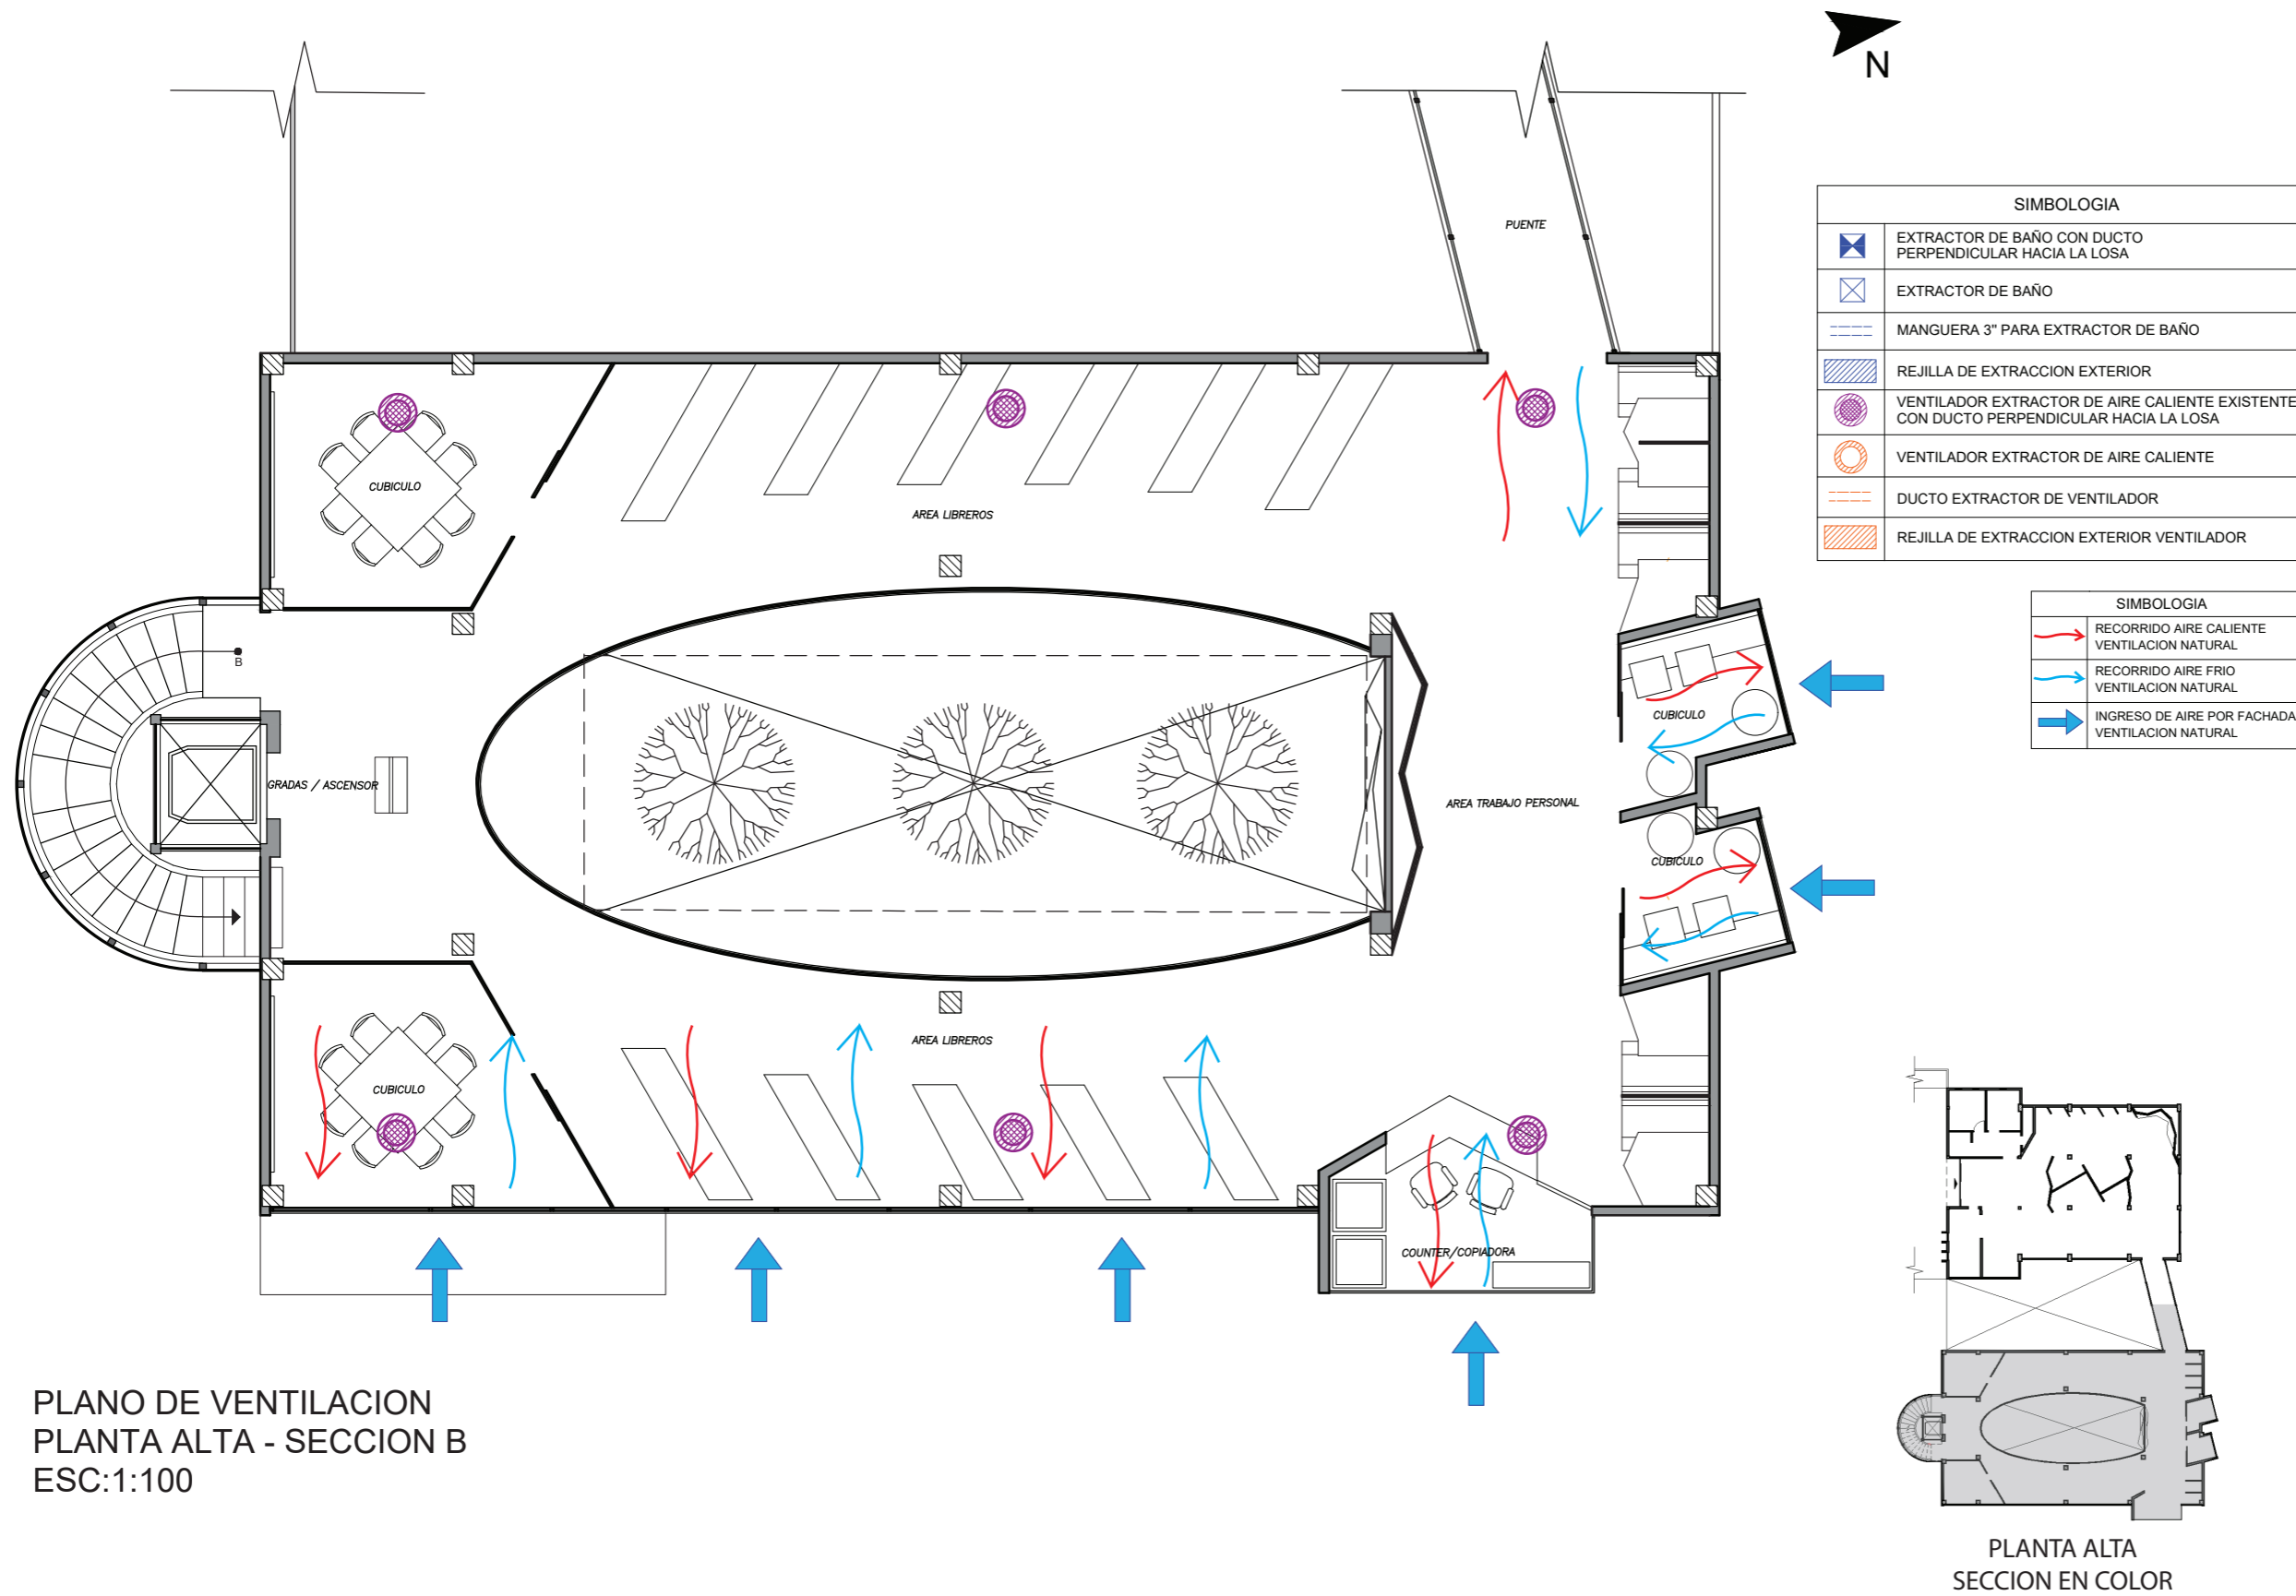 N
PUENTE
SIMBOLOGIA
EXTRACTOR DE BAÑO CON DUCTO
PERPENDICULAR HACIA LA LOSA
EXTRACTOR DE BAÑO
MANGUERA 3" PARA EXTRACTOR DE BAÑO
REJILLA DE EXTRACCION EXTERIOR
VENTILADOR EXTRACTOR DE AIRE CALIENTE EXISTENTE
CON DUCTO PERPENDICULAR HACIA LA LOSA
VENTILADOR EXTRACTOR DE AIRE CALIENTE
DUCTO EXTRACTOR DE VENTILADOR
REJILLA DE EXTRACCION EXTERIOR VENTILADOR
SIMBOLOGIA
RECORRIDO AIRE CALIENTE
VENTILACION NATURAL
RECORRIDO AIRE FRIO
VENTILACION NATURAL
INGRESO DE AIRE POR FACHADA
VENTILACION NATURAL
CUBICULO
AREA LIBREROS
B
GRADAS / ASCENSOR
AREA TRABAJO PERSONAL
CUBICULO
CUBICULO
AREA LIBREROS
CUBICULO
COUNTER/COPIADORA
PLANO DE VENTILACION
PLANTA ALTA - SECCION B
ESC:1:100
PLANTA ALTA
SECCION EN COLOR